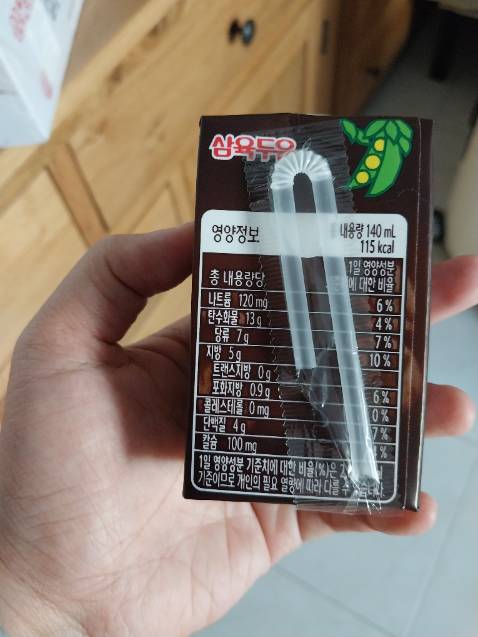 삼육두유
영양정보
내용량 140 mL
115 kcal
총 내용량당
1일 영양성분
에 대한 비율
나트륨 120 mg 6 %
탄수화물 13 g 4 %
당류 7 g 7 %
지방 5 g 10 %
트랜스지방 0 g
포화지방 0.9 g 6 %
콜레스테롤 0 mg 0 %
단백질 4 g 7 %
칼슘 100 mg %
1일 영양성분 기준치에 대한 비율(%)은
기준이므로 개인의 필요 열량에 따라 다를 수